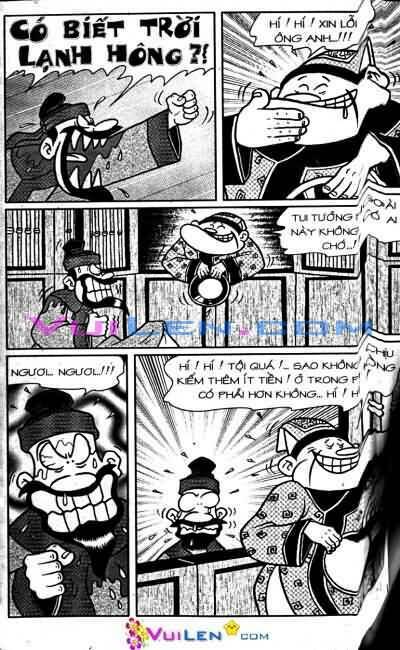 CÓ BIẾT TRỜI
LẠNH HÔNG?!
HÍ! HÍ! XIN LỖI
ÔNG ANH...!!!
TUI TƯỞNG
NÀY KHÔNG
CHỚ..!
AI
VUILEN.COM
NGƯƠI.. NGƯƠI..!!!
HÍ! HÍ! TỘI QUÁ!.. SAO KHÔNG
KIẾM THÊM ÍT TIỀN! Ở TRONG
CÓ PHẢI HƠN KHÔNG... HÍ! H
VUILEN.COM